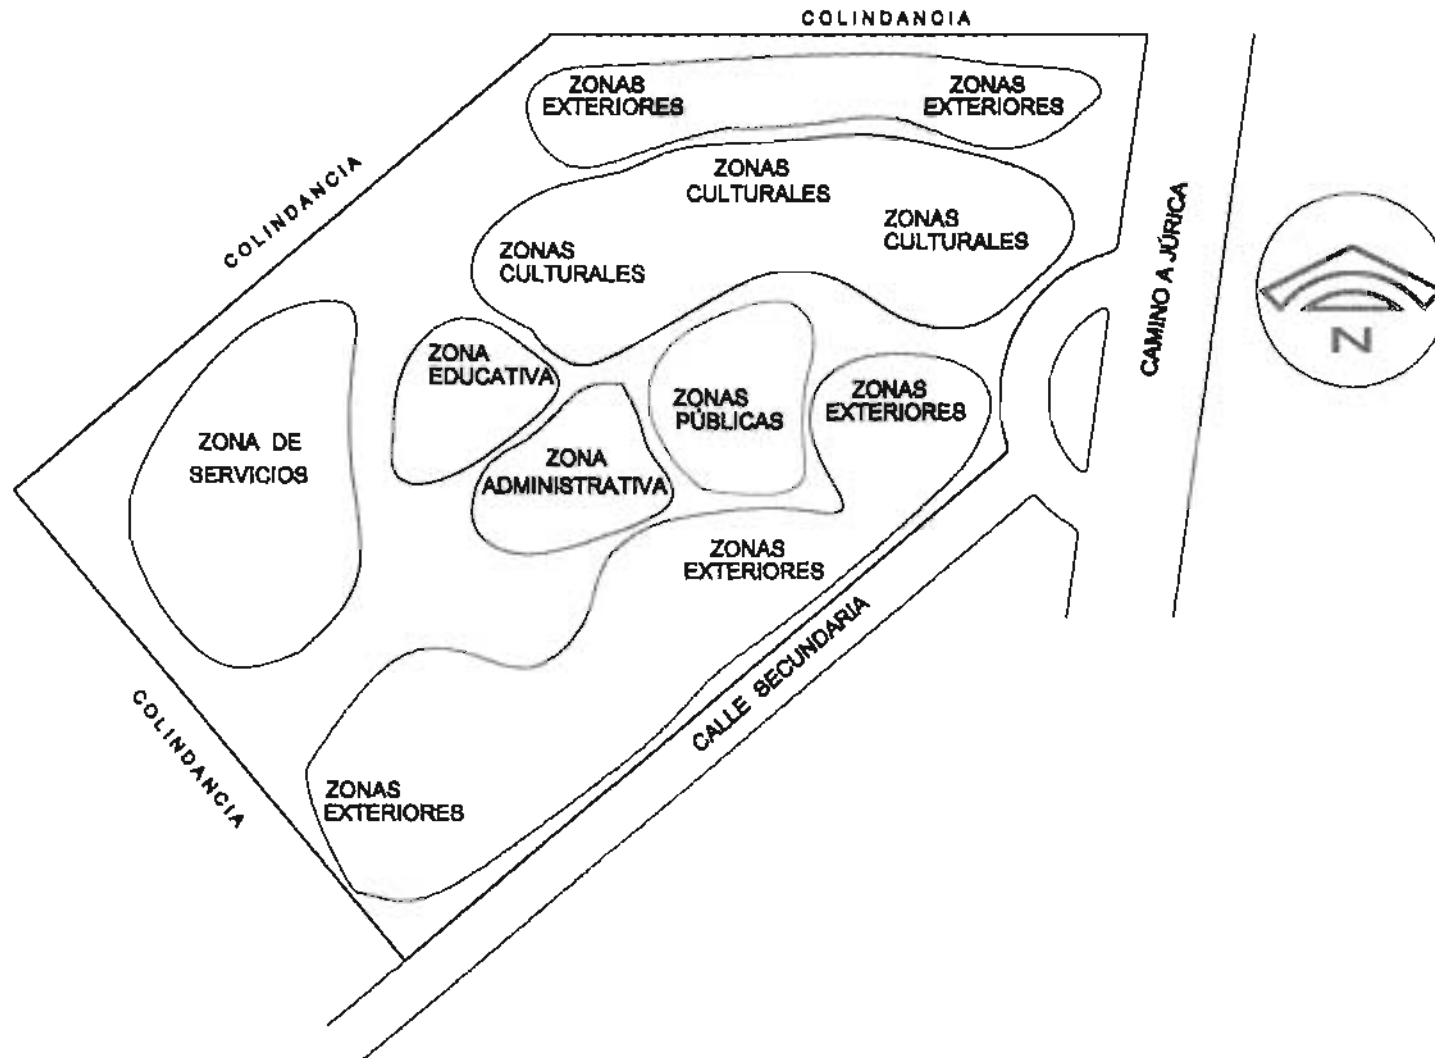 COLINDANCIA
ZONAS
EXTERIORES
ZONAS
EXTERIORES
ZONAS
CULTURALES
COLINDANCIA
ZONAS
CULTURALES
ZONAS
CULTURALES
CAMINO A JÚRICA
N
ZONA
EDUCATIVA
ZONAS
PÚBLICAS
ZONAS
EXTERIORES
ZONA DE
SERVICIOS
ZONA
ADMINISTRATIVA
ZONAS
EXTERIORES
CALLE SECUNDARIA
COLINDANCIA
ZONAS
EXTERIORES